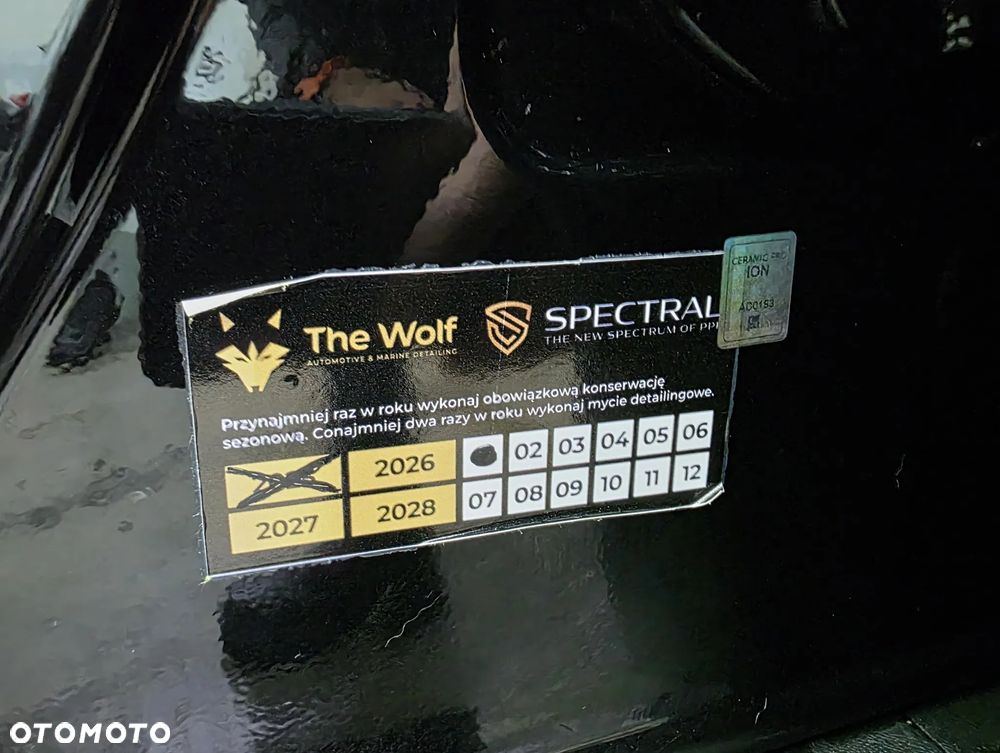 The Wolf
AUTOMOTIVE & MARINE DETAILING
SPECTRAL
THE NEW SPECTRUM OF PP
CERAMIC PRO
ION
Przynajmniej raz w roku wykonaj obowiązkową konserwację
sezonową. Conajmniej dwa razy w roku wykonaj mycie detailingowe.
2026 02 03 04 05 06
2027 2028 07 08 09 10 11 12
OTOMOTO